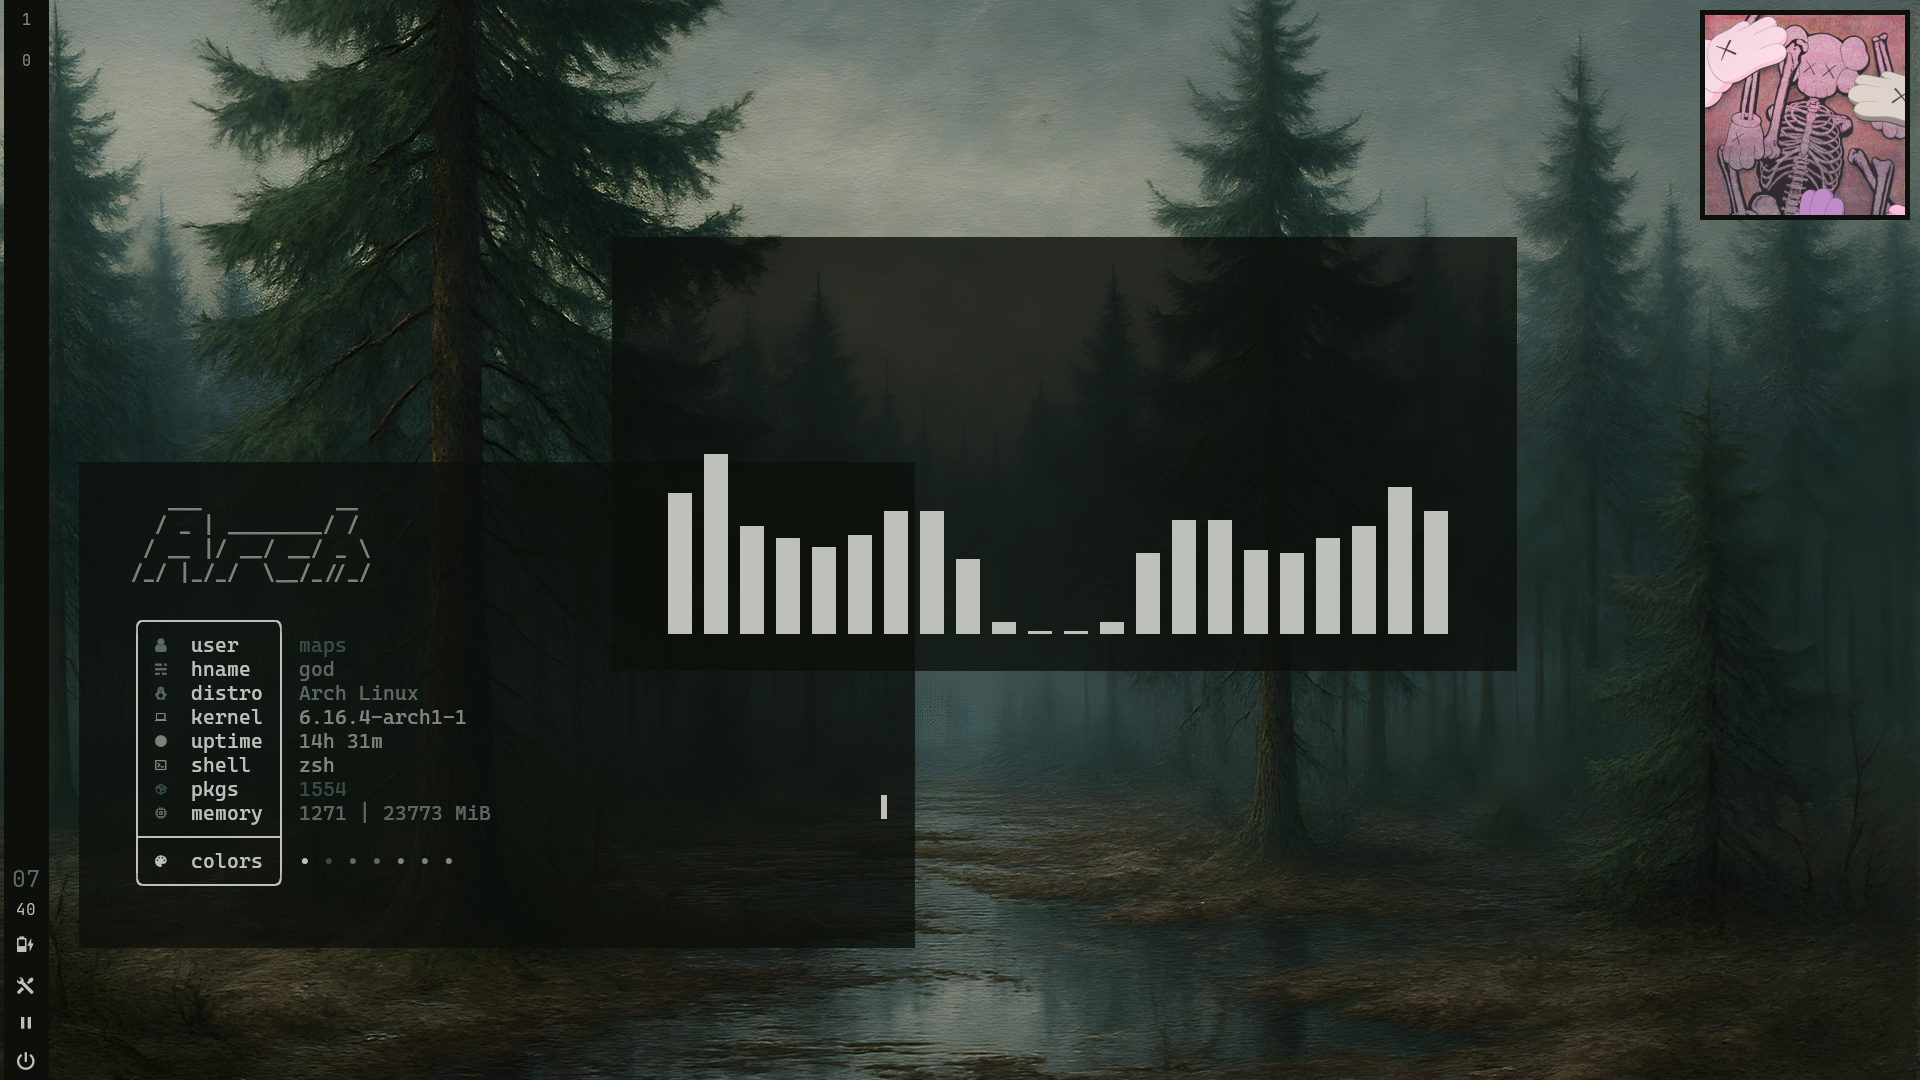 1
0
Arch
user maps
hname god
distro Arch Linux
kernel 6.16.4-arch1-1
uptime 14h 31m
shell zsh
pkgs 1554
memory 1271 | 23773 MiB
colors
07
40